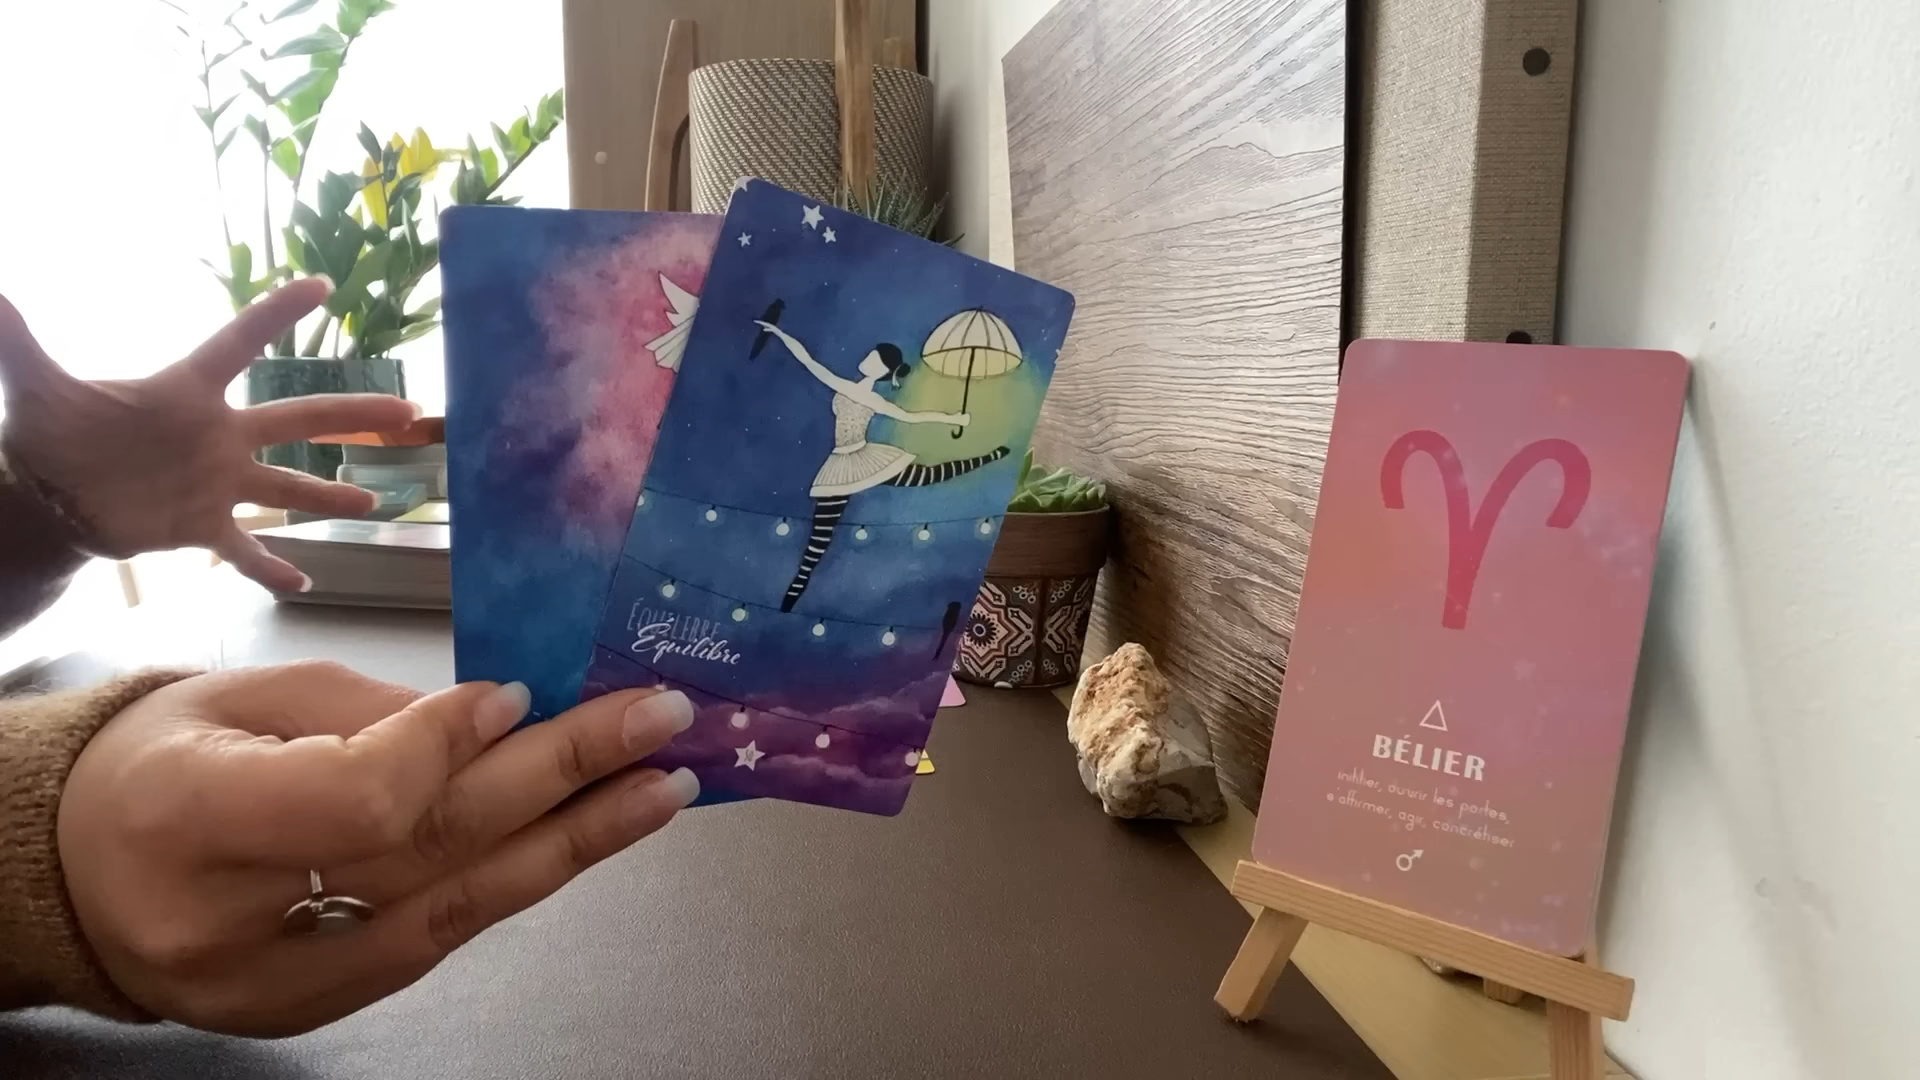 ÉQUILIBRE
Équilibre
BÉLIER
initier, ouvrir les portes,
s'affirmer, agir, concrétiser